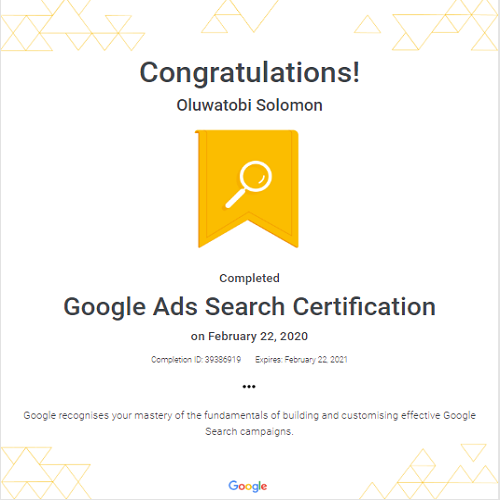 Congratulations!
Oluwatobi Solomon
Completed
Google Ads Search Certification
on February 22, 2020
Completion ID: 39386919 Expires: February 22, 2021
•••
Google recognises your mastery of the fundamentals of building and customising effective Google
Search campaigns.
Google